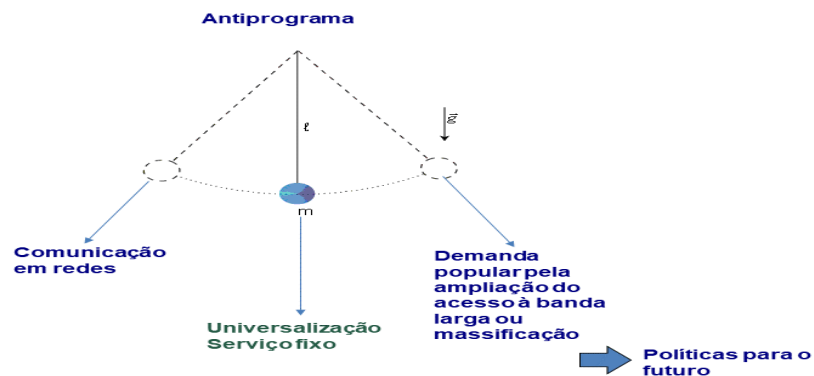 Antiprograma
ℓ
g
m
Comunicação
em redes
Demanda
popular pela
ampliação do
acesso à banda
larga ou
massificação
Universalização
Serviço fixo
Políticas para o
futuro